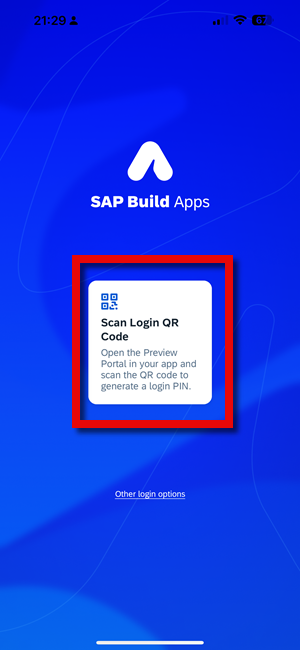 21:29
SAP Build Apps
Scan Login QR
Code
Open the Preview
Portal in your app and
scan the QR code to
generate a login PIN.
Other login options